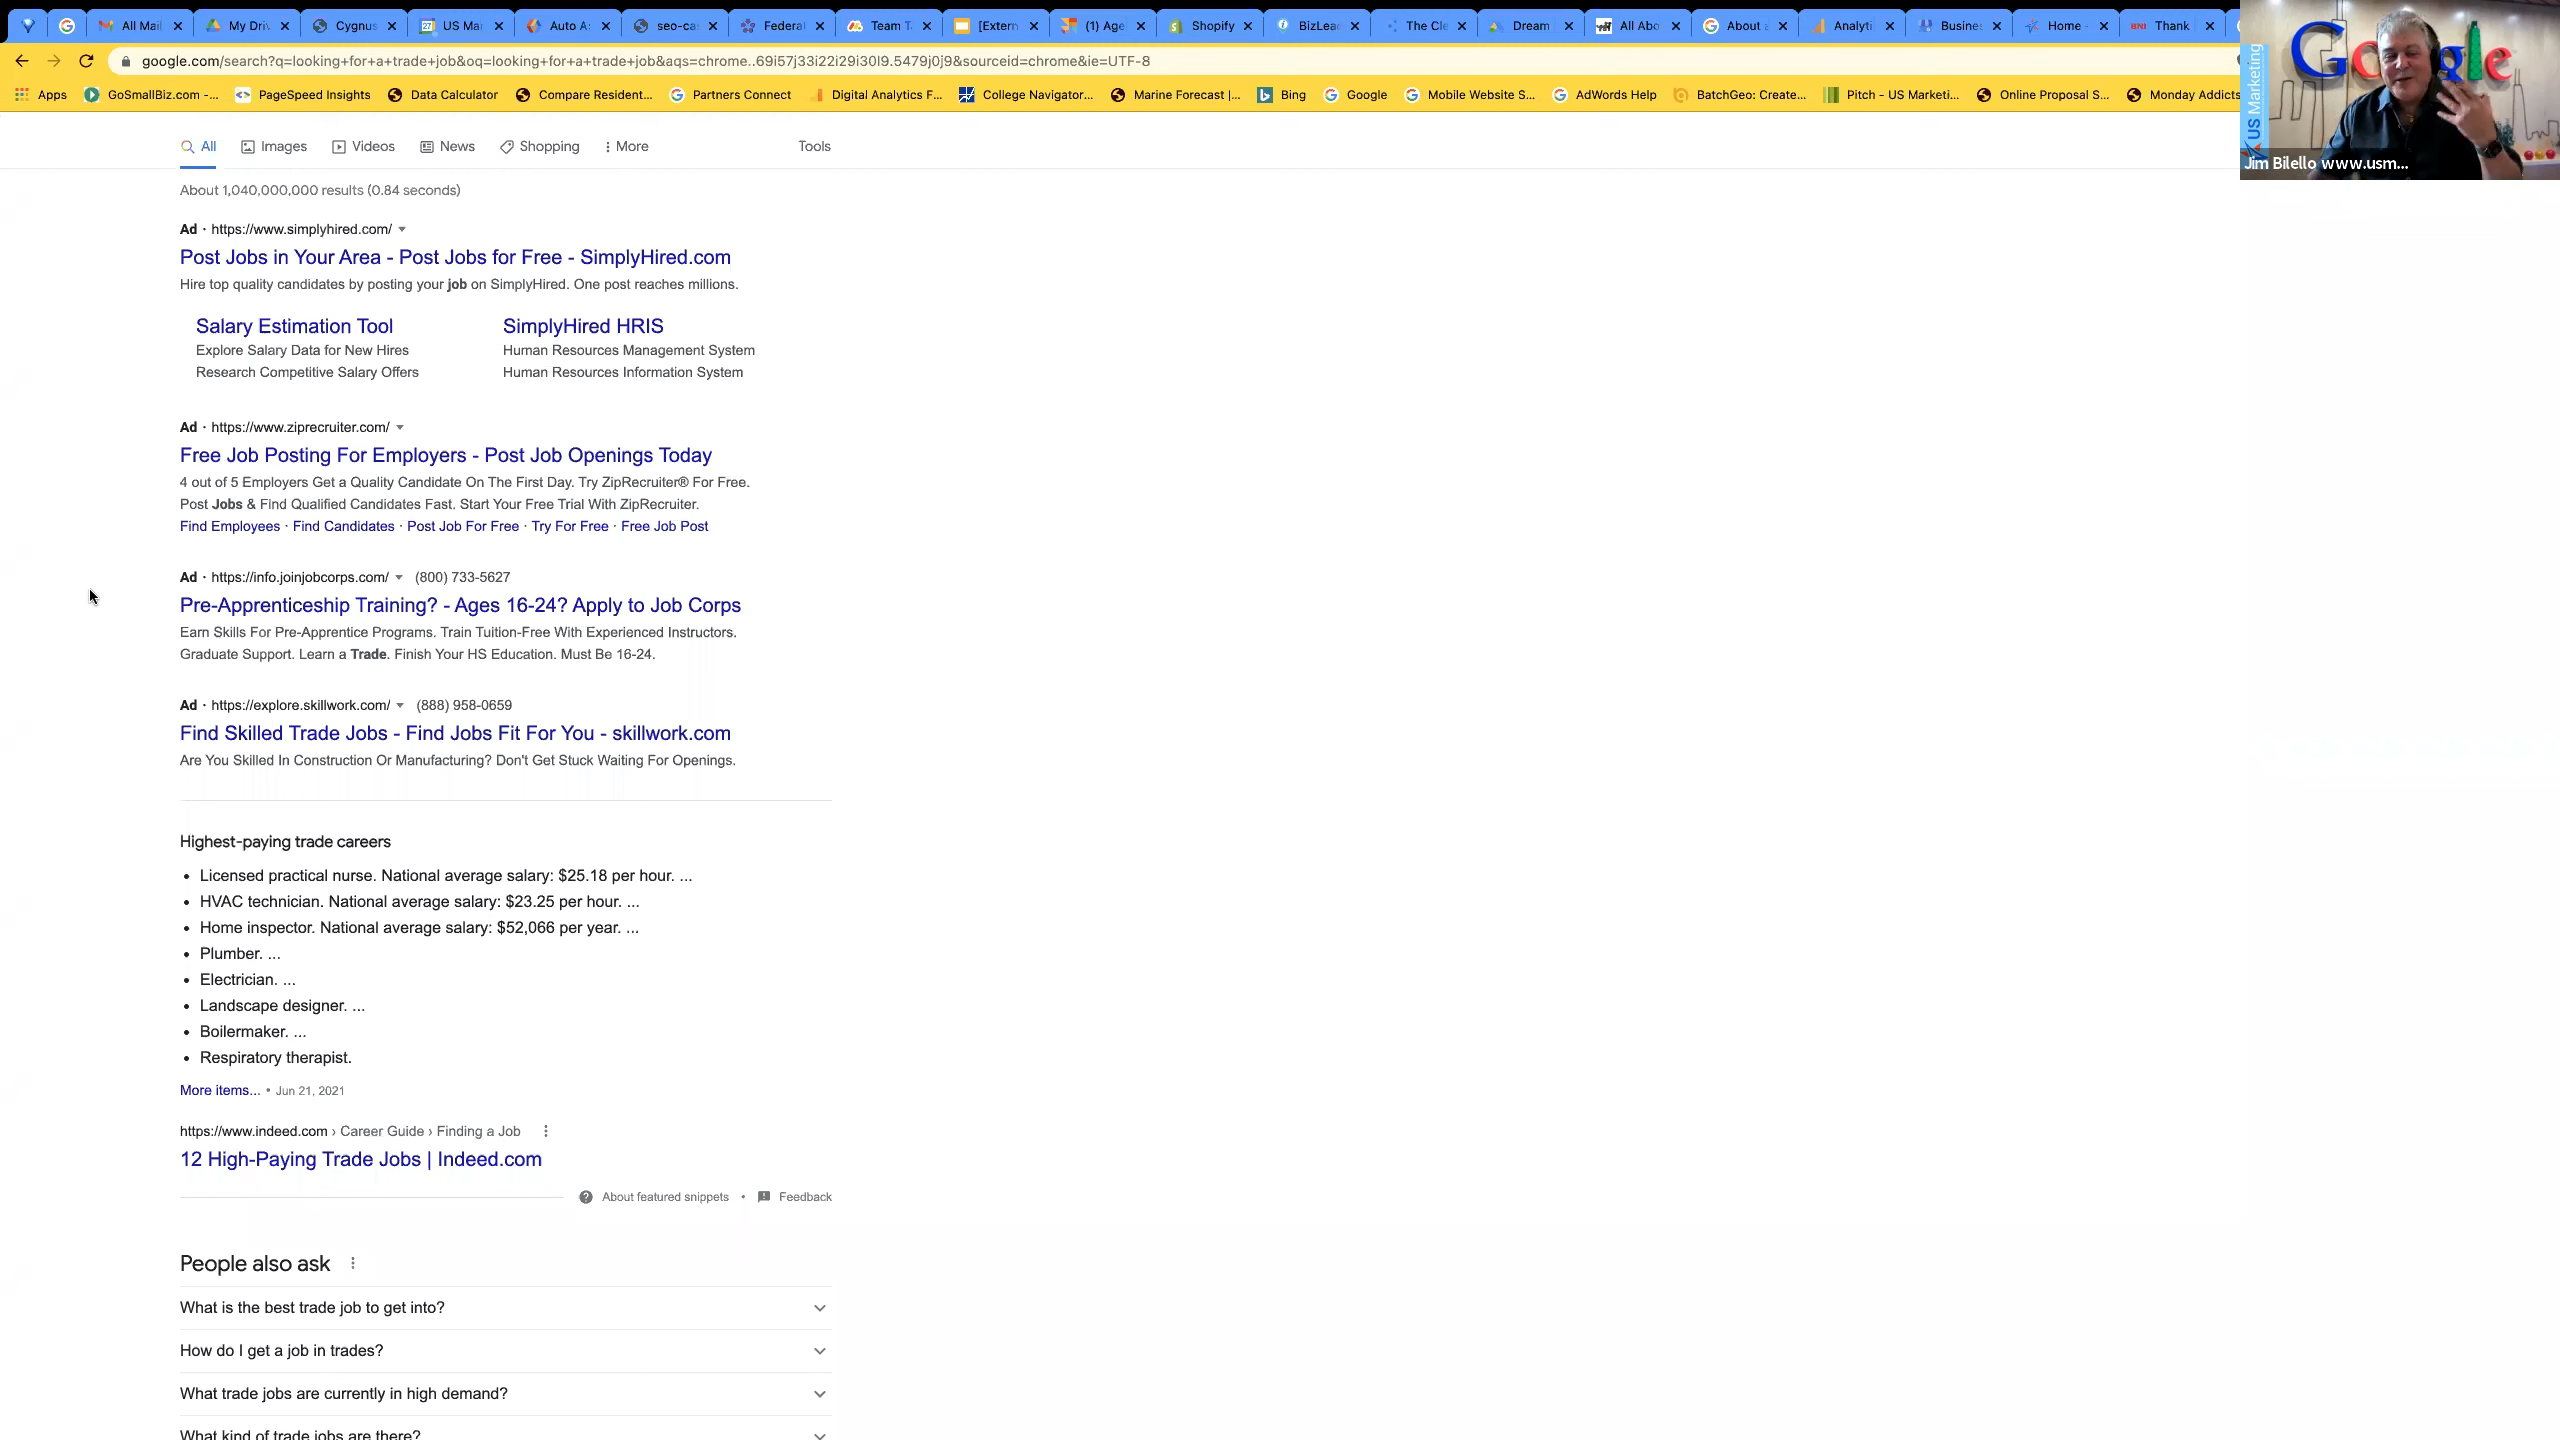 All Mail
My Driv
Cygnus
US Mar
Auto A
seo-ca
Federal
Team T
[Extern
(1) Age
Shopify
BizLear
The Cle
Dream
All Abo
About
Analyti
Busine
Home
BNI Thank
google.com/search?q=looking+for+a+trade+job&oq=looking+for+a+trade+job&aqs=chrome..69i57j33i22i29i30l9.5479j0j9&sourceid=chrome&ie=UTF-8
Apps
GoSmallBiz.com -...
PageSpeed Insights
Data Calculator
Compare Resident...
Partners Connect
Digital Analytics F...
College Navigator...
Marine Forecast |...
Bing
Google
Mobile Website S...
AdWords Help
BatchGeo: Create...
Pitch - US Marketi...
Online Proposal S...
Monday Addicts
Google
US Marketing
Jim Bilello www.usm...
All Images Videos News Shopping More Tools
About 1,040,000,000 results (0.84 seconds)
Ad · https://www.simplyhired.com/
Post Jobs in Your Area - Post Jobs for Free - SimplyHired.com
Hire top quality candidates by posting your job on SimplyHired. One post reaches millions.
Salary Estimation Tool
Explore Salary Data for New Hires
Research Competitive Salary Offers
SimplyHired HRIS
Human Resources Management System
Human Resources Information System
Ad · https://www.ziprecruiter.com/
Free Job Posting For Employers - Post Job Openings Today
4 out of 5 Employers Get a Quality Candidate On The First Day. Try ZipRecruiter® For Free.
Post Jobs & Find Qualified Candidates Fast. Start Your Free Trial With ZipRecruiter.
Find Employees · Find Candidates · Post Job For Free · Try For Free · Free Job Post
Ad · https://info.joinjobcorps.com/ (800) 733-5627
Pre-Apprenticeship Training? - Ages 16-24? Apply to Job Corps
Earn Skills For Pre-Apprentice Programs. Train Tuition-Free With Experienced Instructors.
Graduate Support. Learn a Trade. Finish Your HS Education. Must Be 16-24.
Ad · https://explore.skillwork.com/ (888) 958-0659
Find Skilled Trade Jobs - Find Jobs Fit For You - skillwork.com
Are You Skilled In Construction Or Manufacturing? Don't Get Stuck Waiting For Openings.
Highest-paying trade careers
• Licensed practical nurse. National average salary: $25.18 per hour. ...
• HVAC technician. National average salary: $23.25 per hour. ...
• Home inspector. National average salary: $52,066 per year. ...
• Plumber. ...
• Electrician. ...
• Landscape designer. ...
• Boilermaker. ...
• Respiratory therapist.
More items... • Jun 21, 2021
https://www.indeed.com › Career Guide › Finding a Job
12 High-Paying Trade Jobs | Indeed.com
About featured snippets • Feedback
People also ask
What is the best trade job to get into?
How do I get a job in trades?
What trade jobs are currently in high demand?
What kind of trade jobs are there?